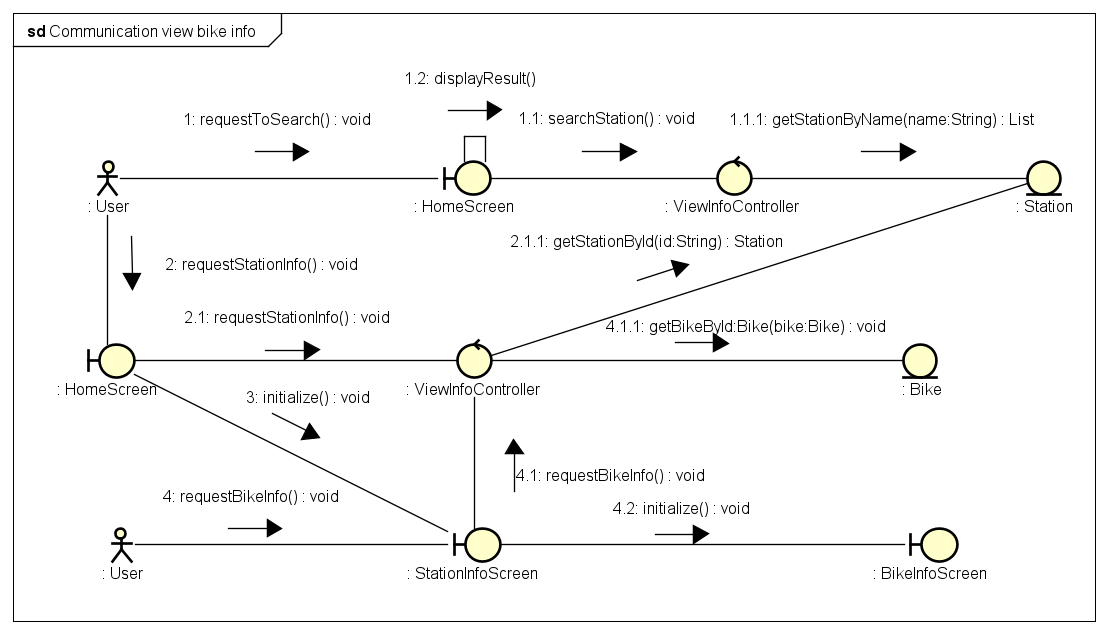 sd Communication view bike info
1.2: displayResult()
1: requestToSearch() : void
1.1: searchStation() : void
1.1.1: getStationByName(name:String) : List
: User
: HomeScreen
: ViewInfoController
: Station
2.1.1: getStationById(id:String) : Station
2: requestStationInfo() : void
2.1: requestStationInfo() : void
4.1.1: getBikeById:Bike(bike:Bike) : void
: HomeScreen
: ViewInfoController
: Bike
3: initialize() : void
4.1: requestBikeInfo() : void
4: requestBikeInfo() : void
4.2: initialize() : void
: User
: StationInfoScreen
: BikeInfoScreen